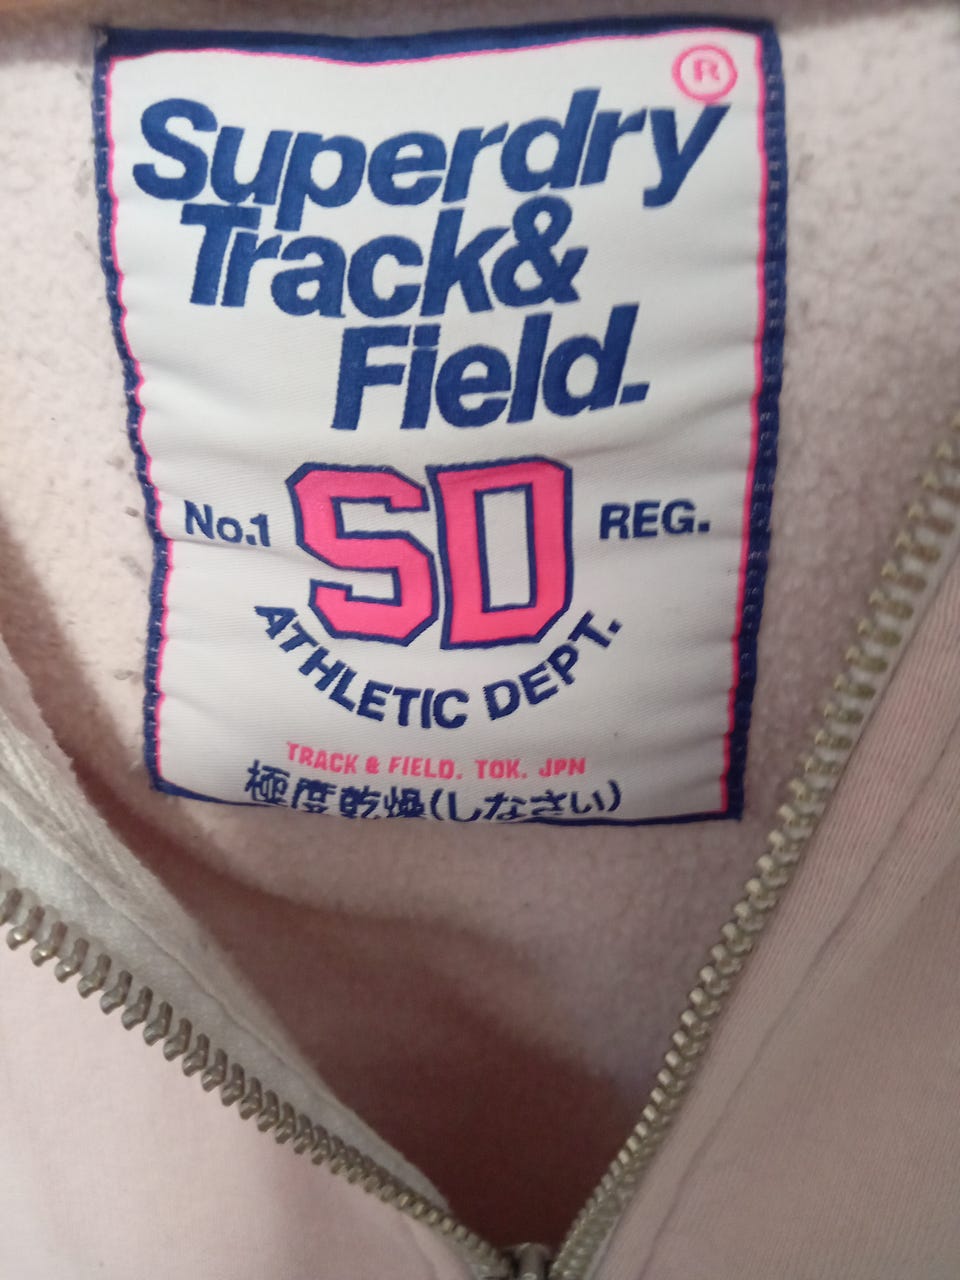 ®
Superdry
Track&
Field.
No.1 SD REG.
ATHLETIC DEPT.
TRACK & FIELD. TOK. JPN
極度乾燥(しなさい)